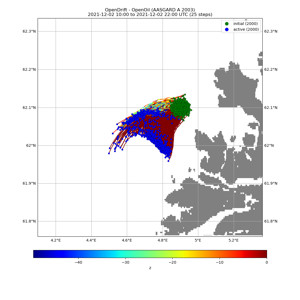 OpenDrift - OpenOil (AASGARD A 2003)
2021-12-02 10:00 to 2021-12-02 22:00 UTC (25 steps)
initial (2000)
active (2000)
62.3°N
62.3°N
62.2°N
62.2°N
62.1°N
62.1°N
62°N
62°N
61.9°N
61.9°N
61.8°N
61.8°N
4.2°E
4.4°E
4.6°E
4.8°E
5°E
5.2°E
−40
−30
−20
−10
0
z